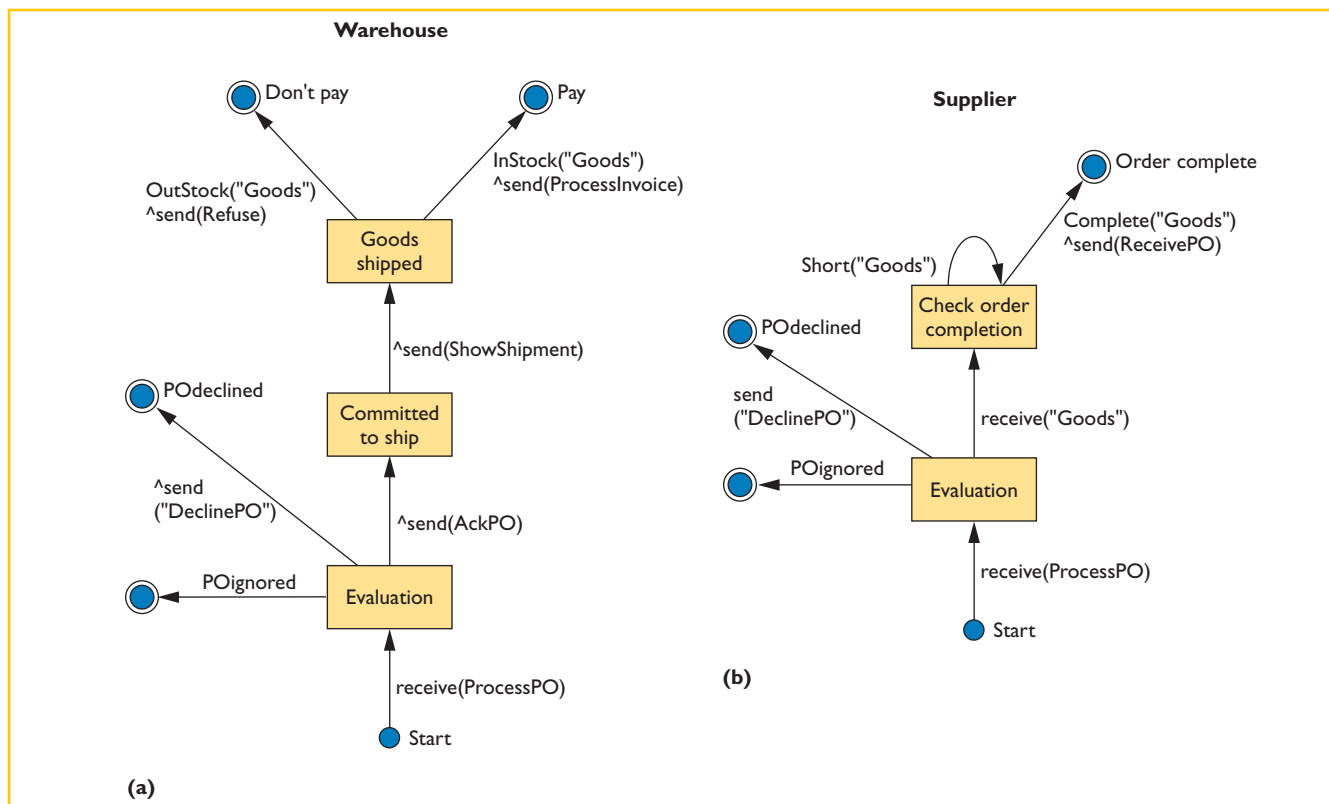 Warehouse
Don't pay
Pay
OutStock("Goods")
^send(Refuse)
InStock("Goods")
^send(ProcessInvoice)
Goods
shipped
^send(ShowShipment)
POdeclined
Committed
to ship
^send
("DeclinePO")
^send(AckPO)
POignored
Evaluation
receive(ProcessPO)
Start
(a)
Supplier
Order complete
Complete("Goods")
^send(ReceivePO)
Short("Goods")
Check order
completion
POdeclined
send
("DeclinePO")
receive("Goods")
POignored
Evaluation
receive(ProcessPO)
Start
(b)